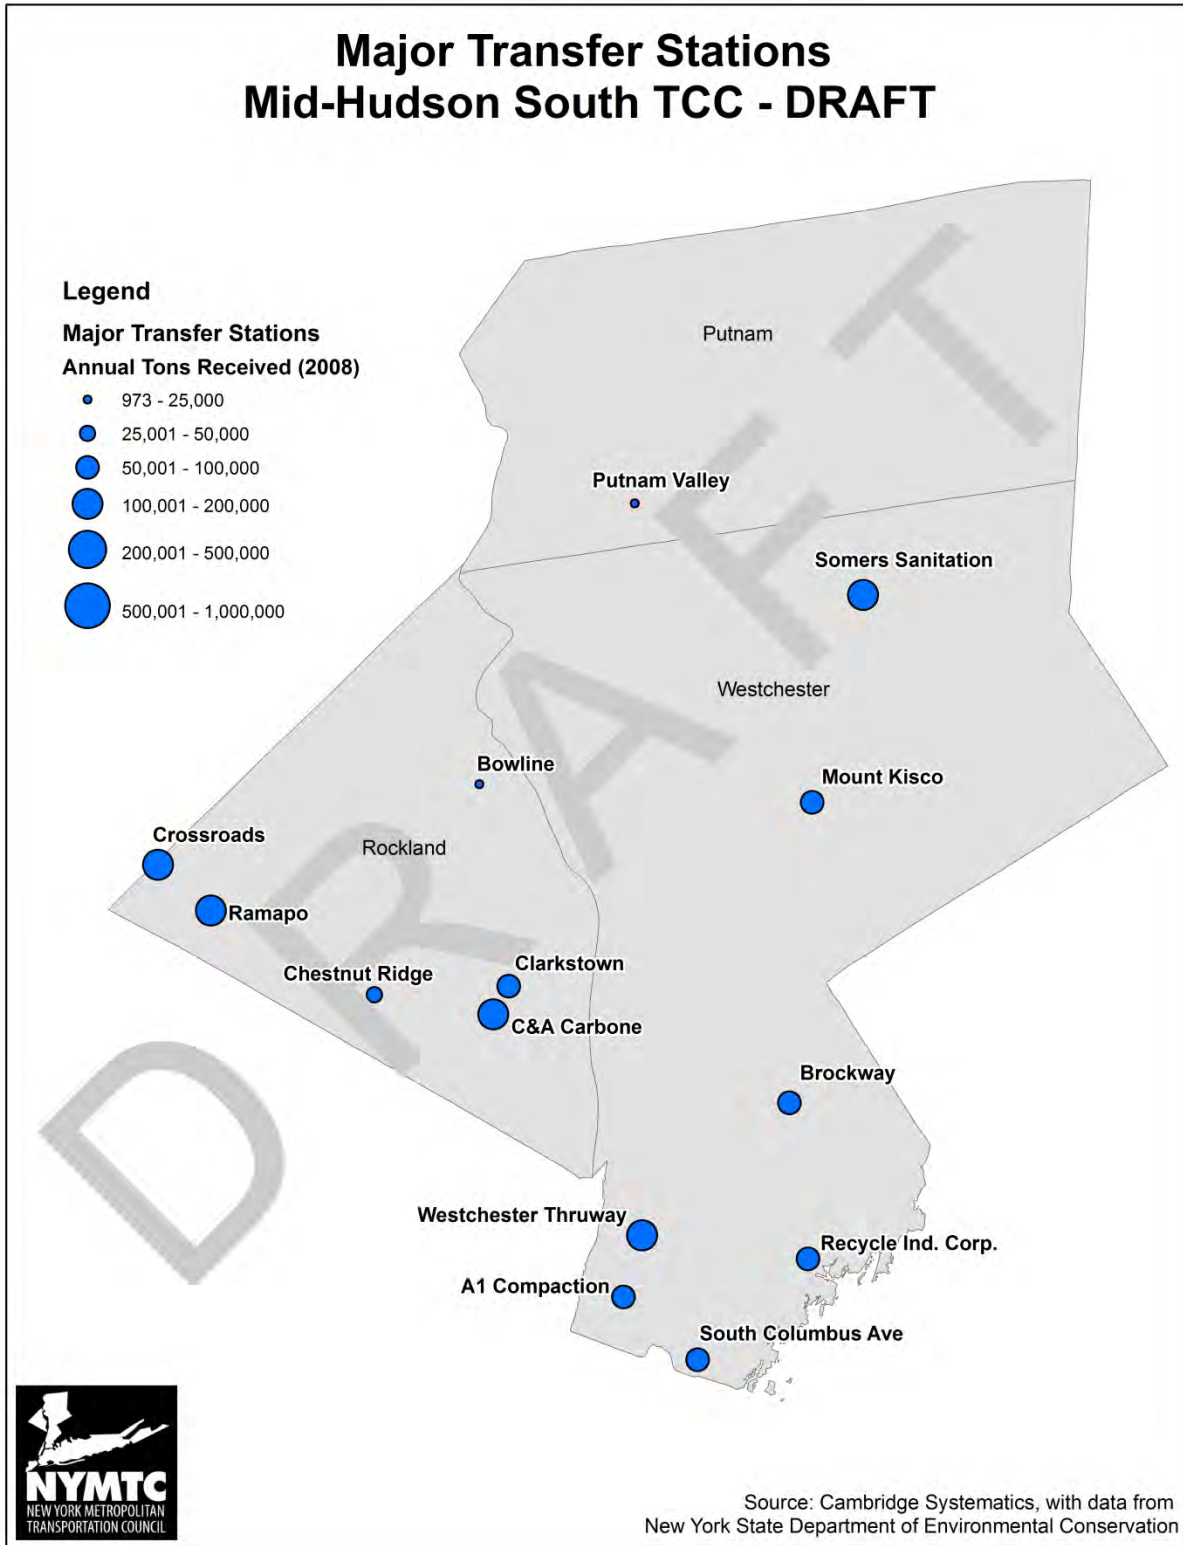 Major Transfer Stations
Mid-Hudson South TCC - DRAFT
Legend
Major Transfer Stations
Annual Tons Received (2008)
973 - 25,000
25,001 - 50,000
50,001 - 100,000
100,001 - 200,000
200,001 - 500,000
500,001 - 1,000,000
Putnam
Putnam Valley
Somers Sanitation
Westchester
Bowline
Mount Kisco
Crossroads
Rockland
Ramapo
Clarkstown
Chestnut Ridge
C&A Carbone
Brockway
Westchester Thruway
Recycle Ind. Corp.
A1 Compaction
South Columbus Ave
DRAFT
NYMTC
NEW YORK METROPOLITAN
TRANSPORTATION COUNCIL
Source: Cambridge Systematics, with data from
New York State Department of Environmental Conservation